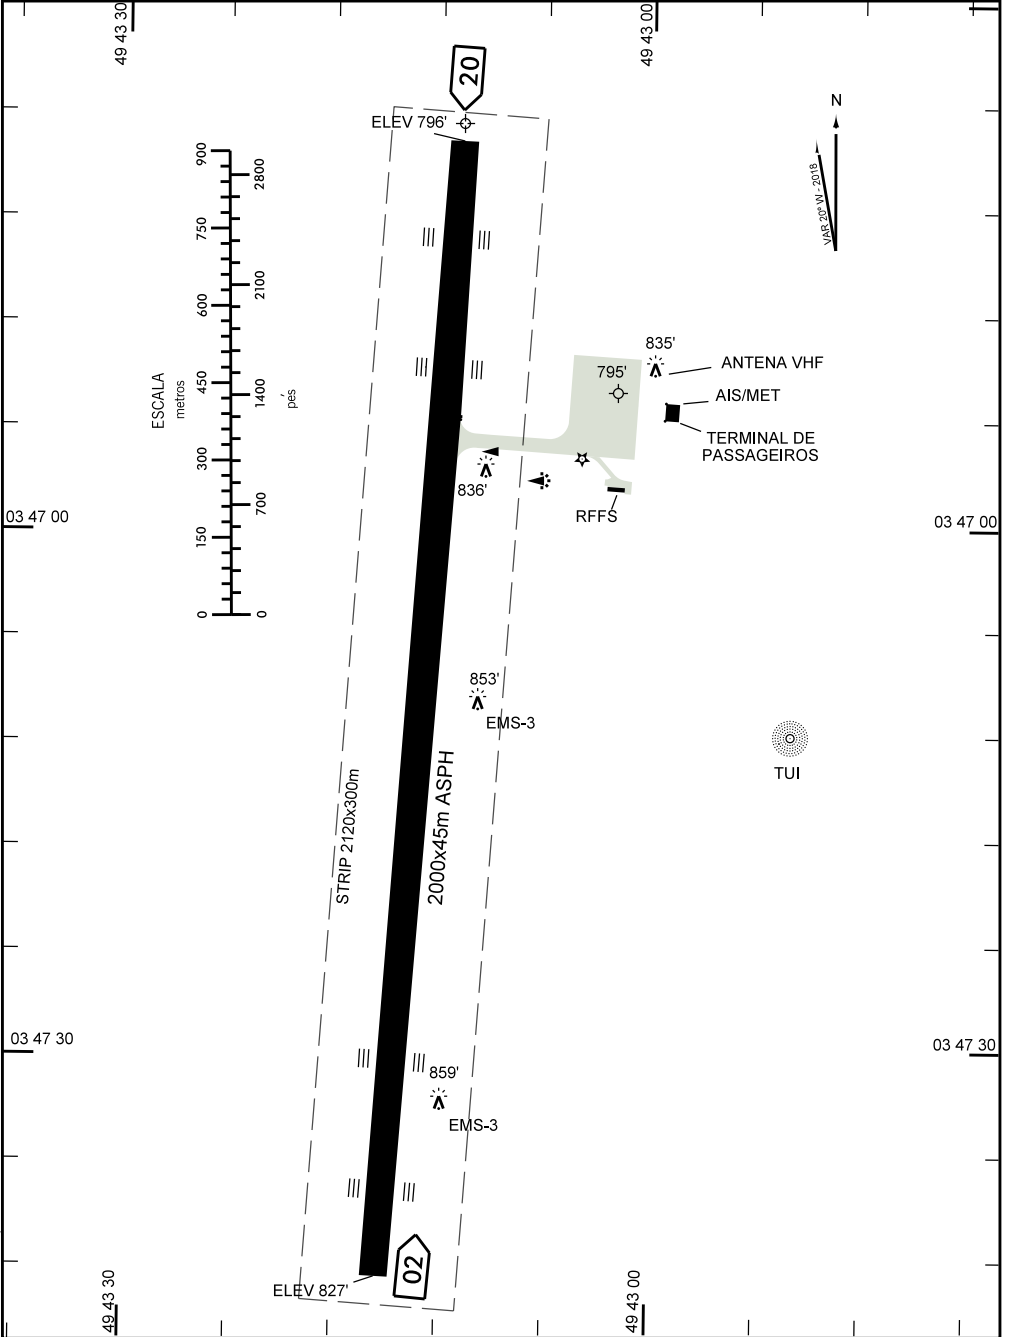 49 43 30
49 43 00
20
ELEV 796'
N
VAR 20° W - 2018
ESCALA
metros
pés
900
750
600
450
300
150
0
2800
2100
1400
700
0
835'
795'
ANTENA VHF
AIS/MET
TERMINAL DE
PASSAGEIROS
836'
RFFS
03 47 00
03 47 00
853'
EMS-3
TUI
STRIP 2120x300m
2000x45m ASPH
03 47 30
03 47 30
859'
EMS-3
02
ELEV 827'
49 43 30
49 43 00